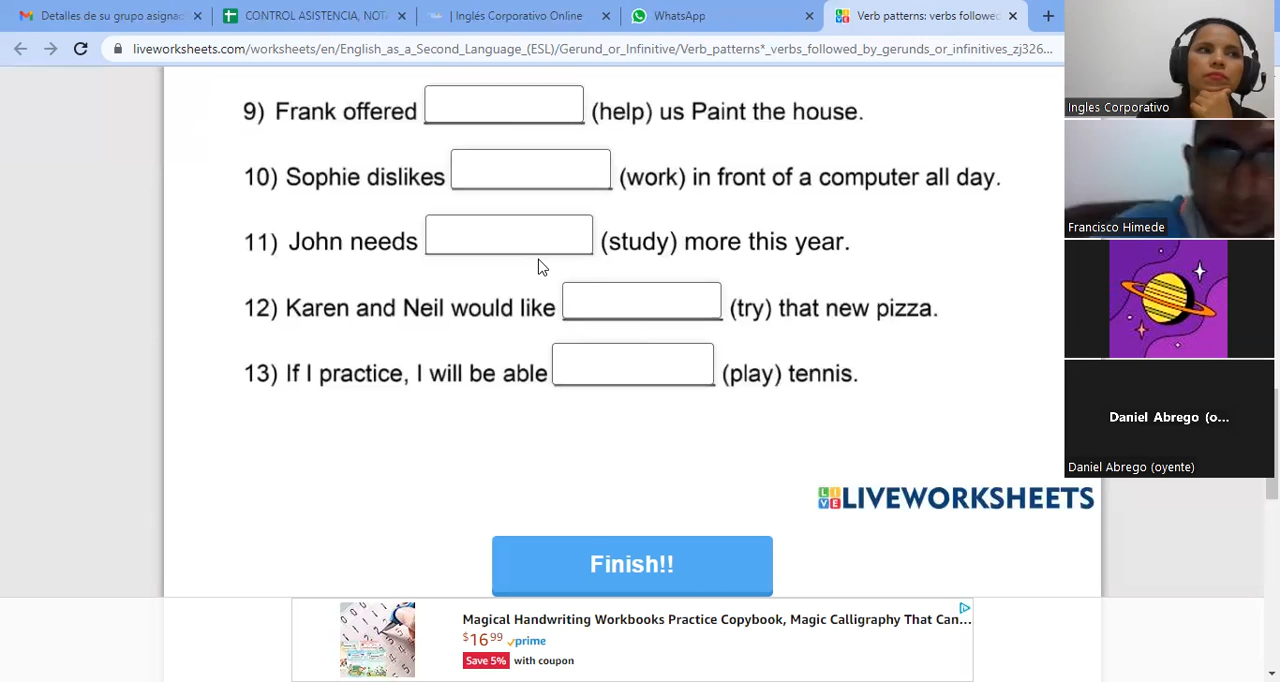 Detalles de su grupo asignad
CONTROL ASISTENCIA, NOTA
| Inglés Corporativo Online
WhatsApp
Verb patterns: verbs followed
liveworksheets.com/worksheets/en/English_as_a_Second_Language_(ESL)/Gerund_or_Infinitive/Verb_patterns*_verbs_followed_by_gerunds_or_infinitives_zj326...
9) Frank offered (help) us Paint the house.
10) Sophie dislikes (work) in front of a computer all day.
11) John needs (study) more this year.
12) Karen and Neil would like (try) that new pizza.
13) If I practice, I will be able (play) tennis.
LIVE LIVEWORKSHEETS
Finish!!
Magical Handwriting Workbooks Practice Copybook, Magic Calligraphy That Can...
$16.99 prime
Save 5% with coupon
Ingles Corporativo
Francisco Himede
Daniel Abrego (o...
Daniel Abrego (oyente)